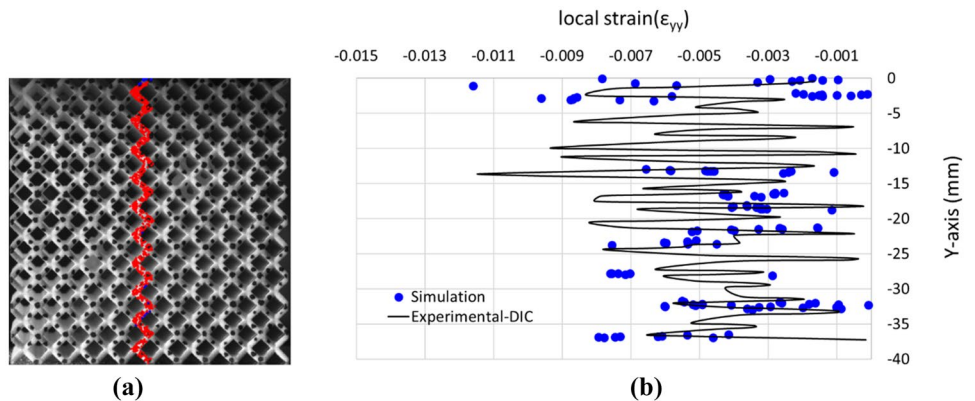 local strain(ε_yy)
-0.015 -0.013 -0.011 -0.009 -0.007 -0.005 -0.003 -0.001
0
-5
-10
-15
-20
-25
-30
-35
-40
Y-axis (mm)
Simulation
Experimental-DIC
(a)
(b)